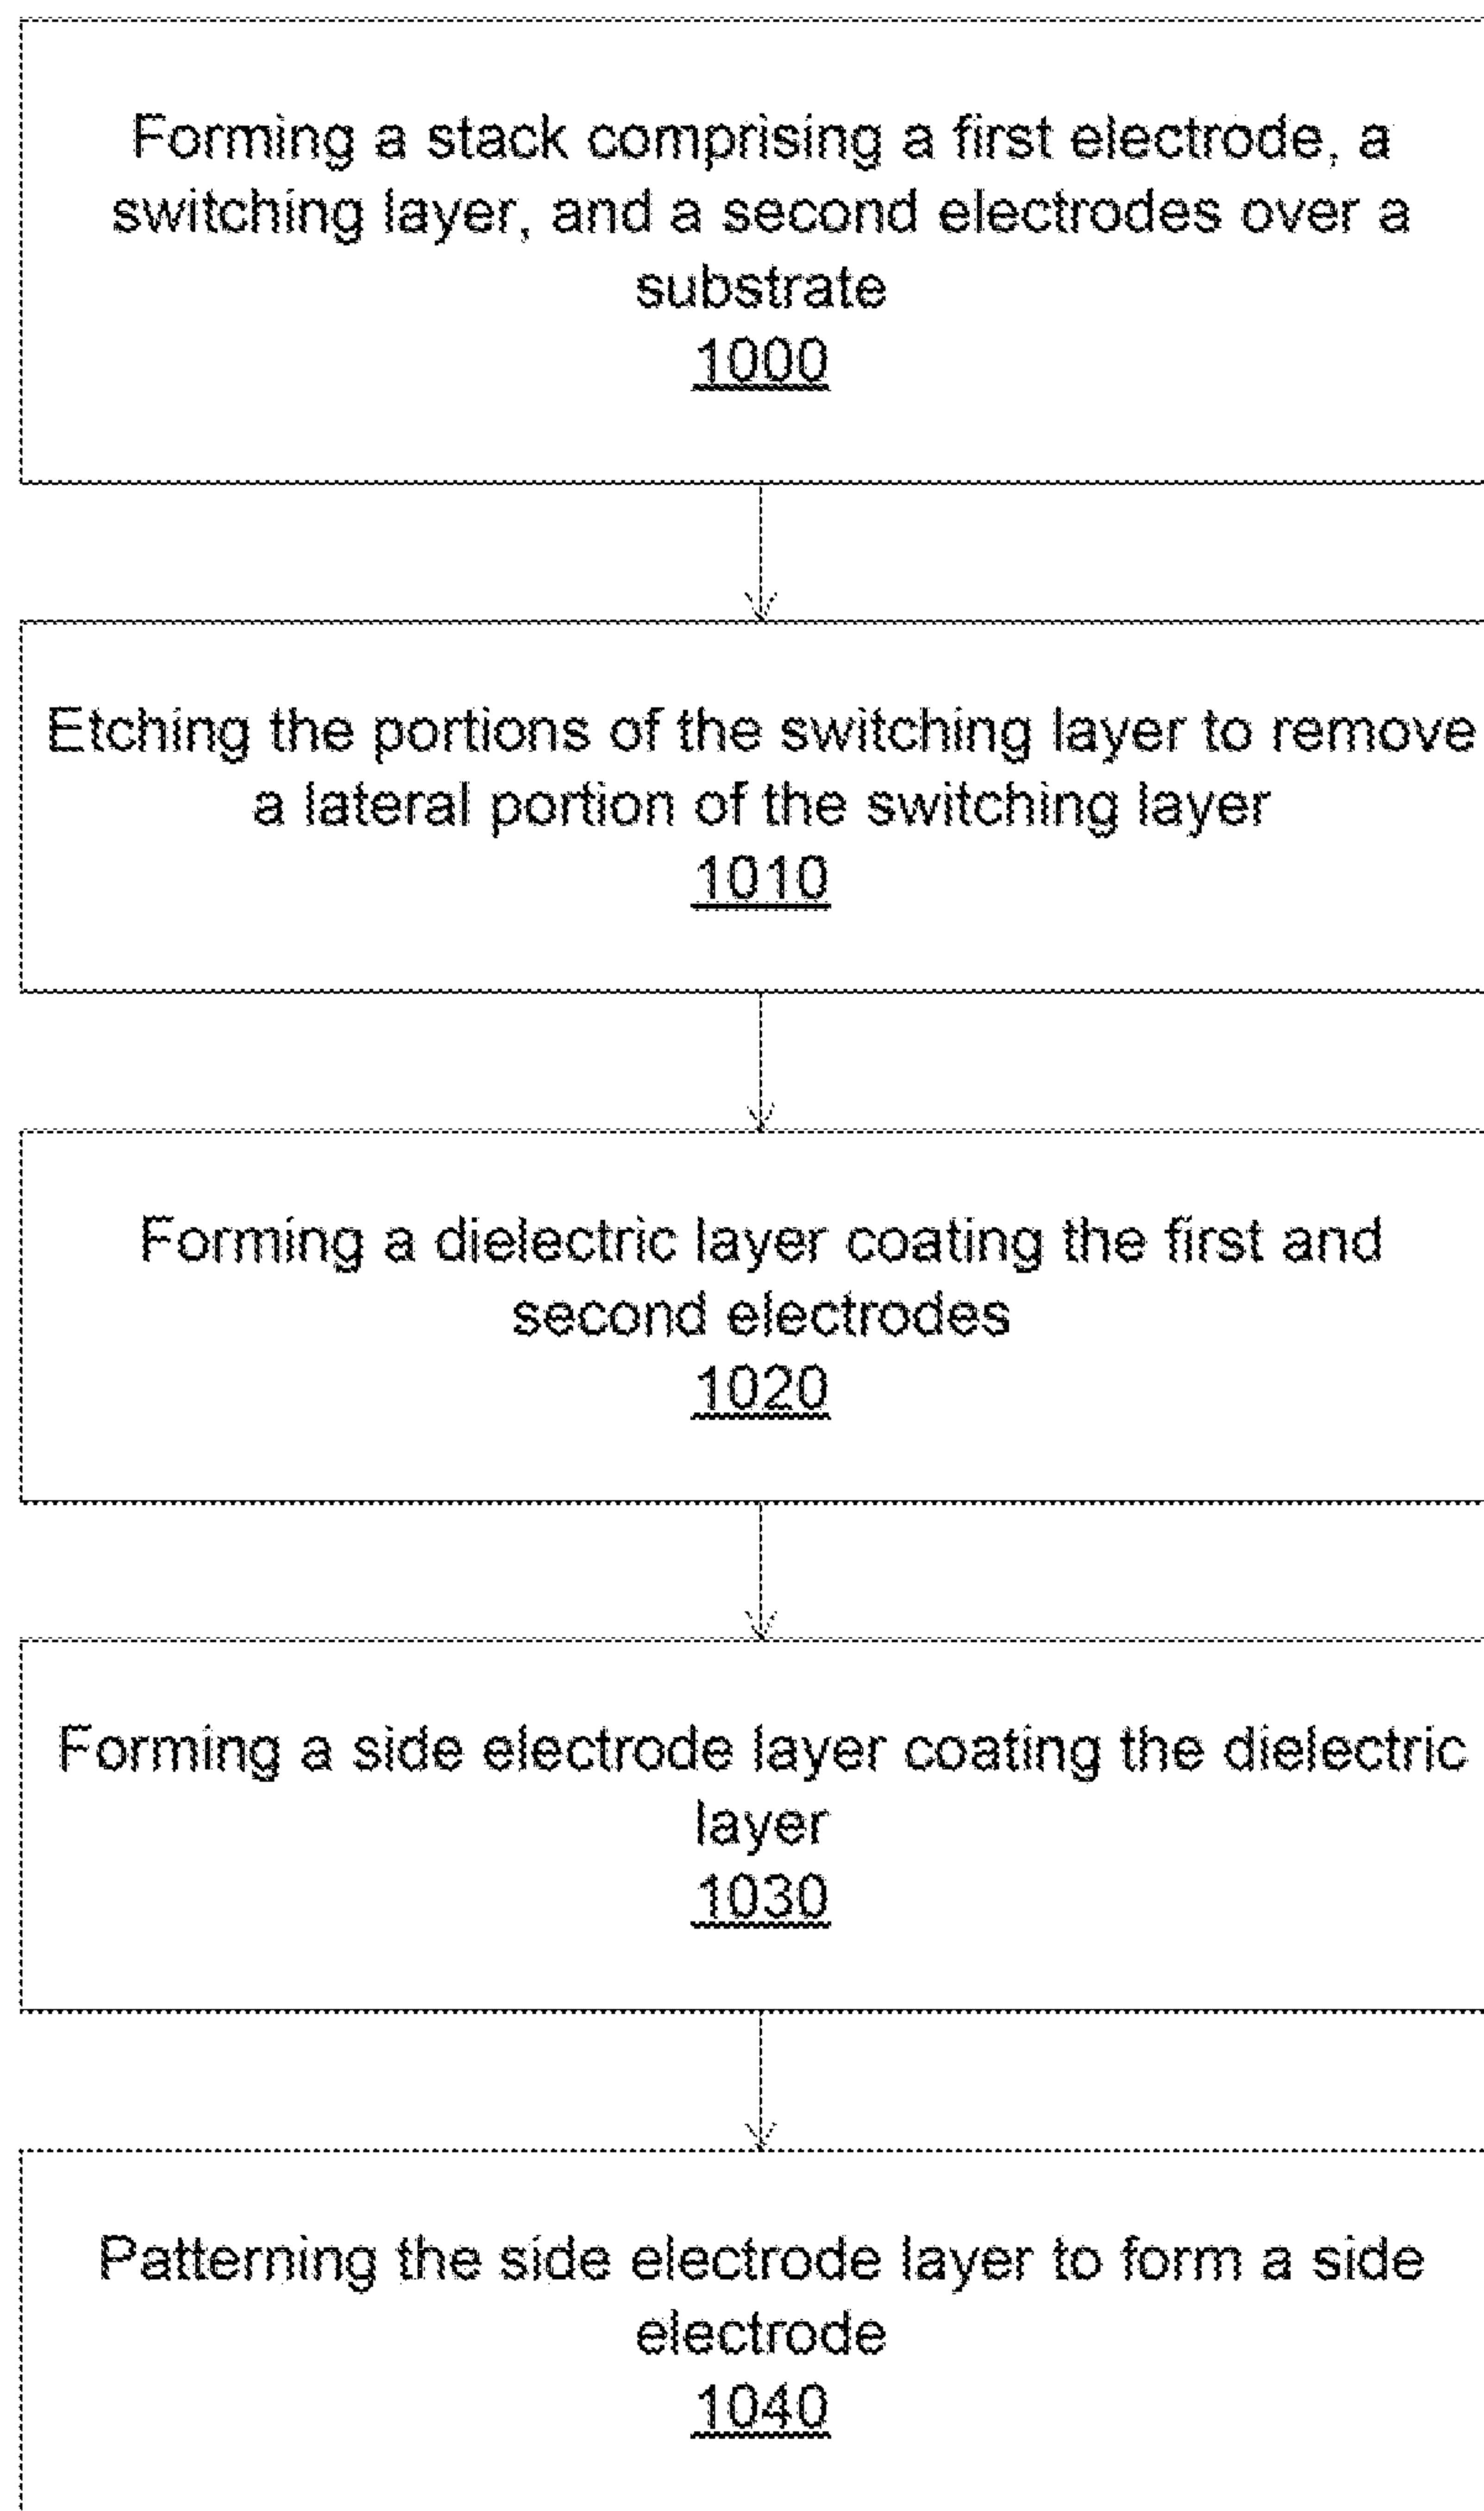 Forming a stack comprising a first electrode, a
switching layer, and a second electrodes over a
substrate
1000
Etching the portions of the switching layer to remove
a lateral portion of the switching layer
1010
Forming a dielectric layer coating the first and
second electrodes
1020
Forming a side electrode layer coating the dielectric
layer
1030
Patterning the side electrode layer to form a side
electrode
1040